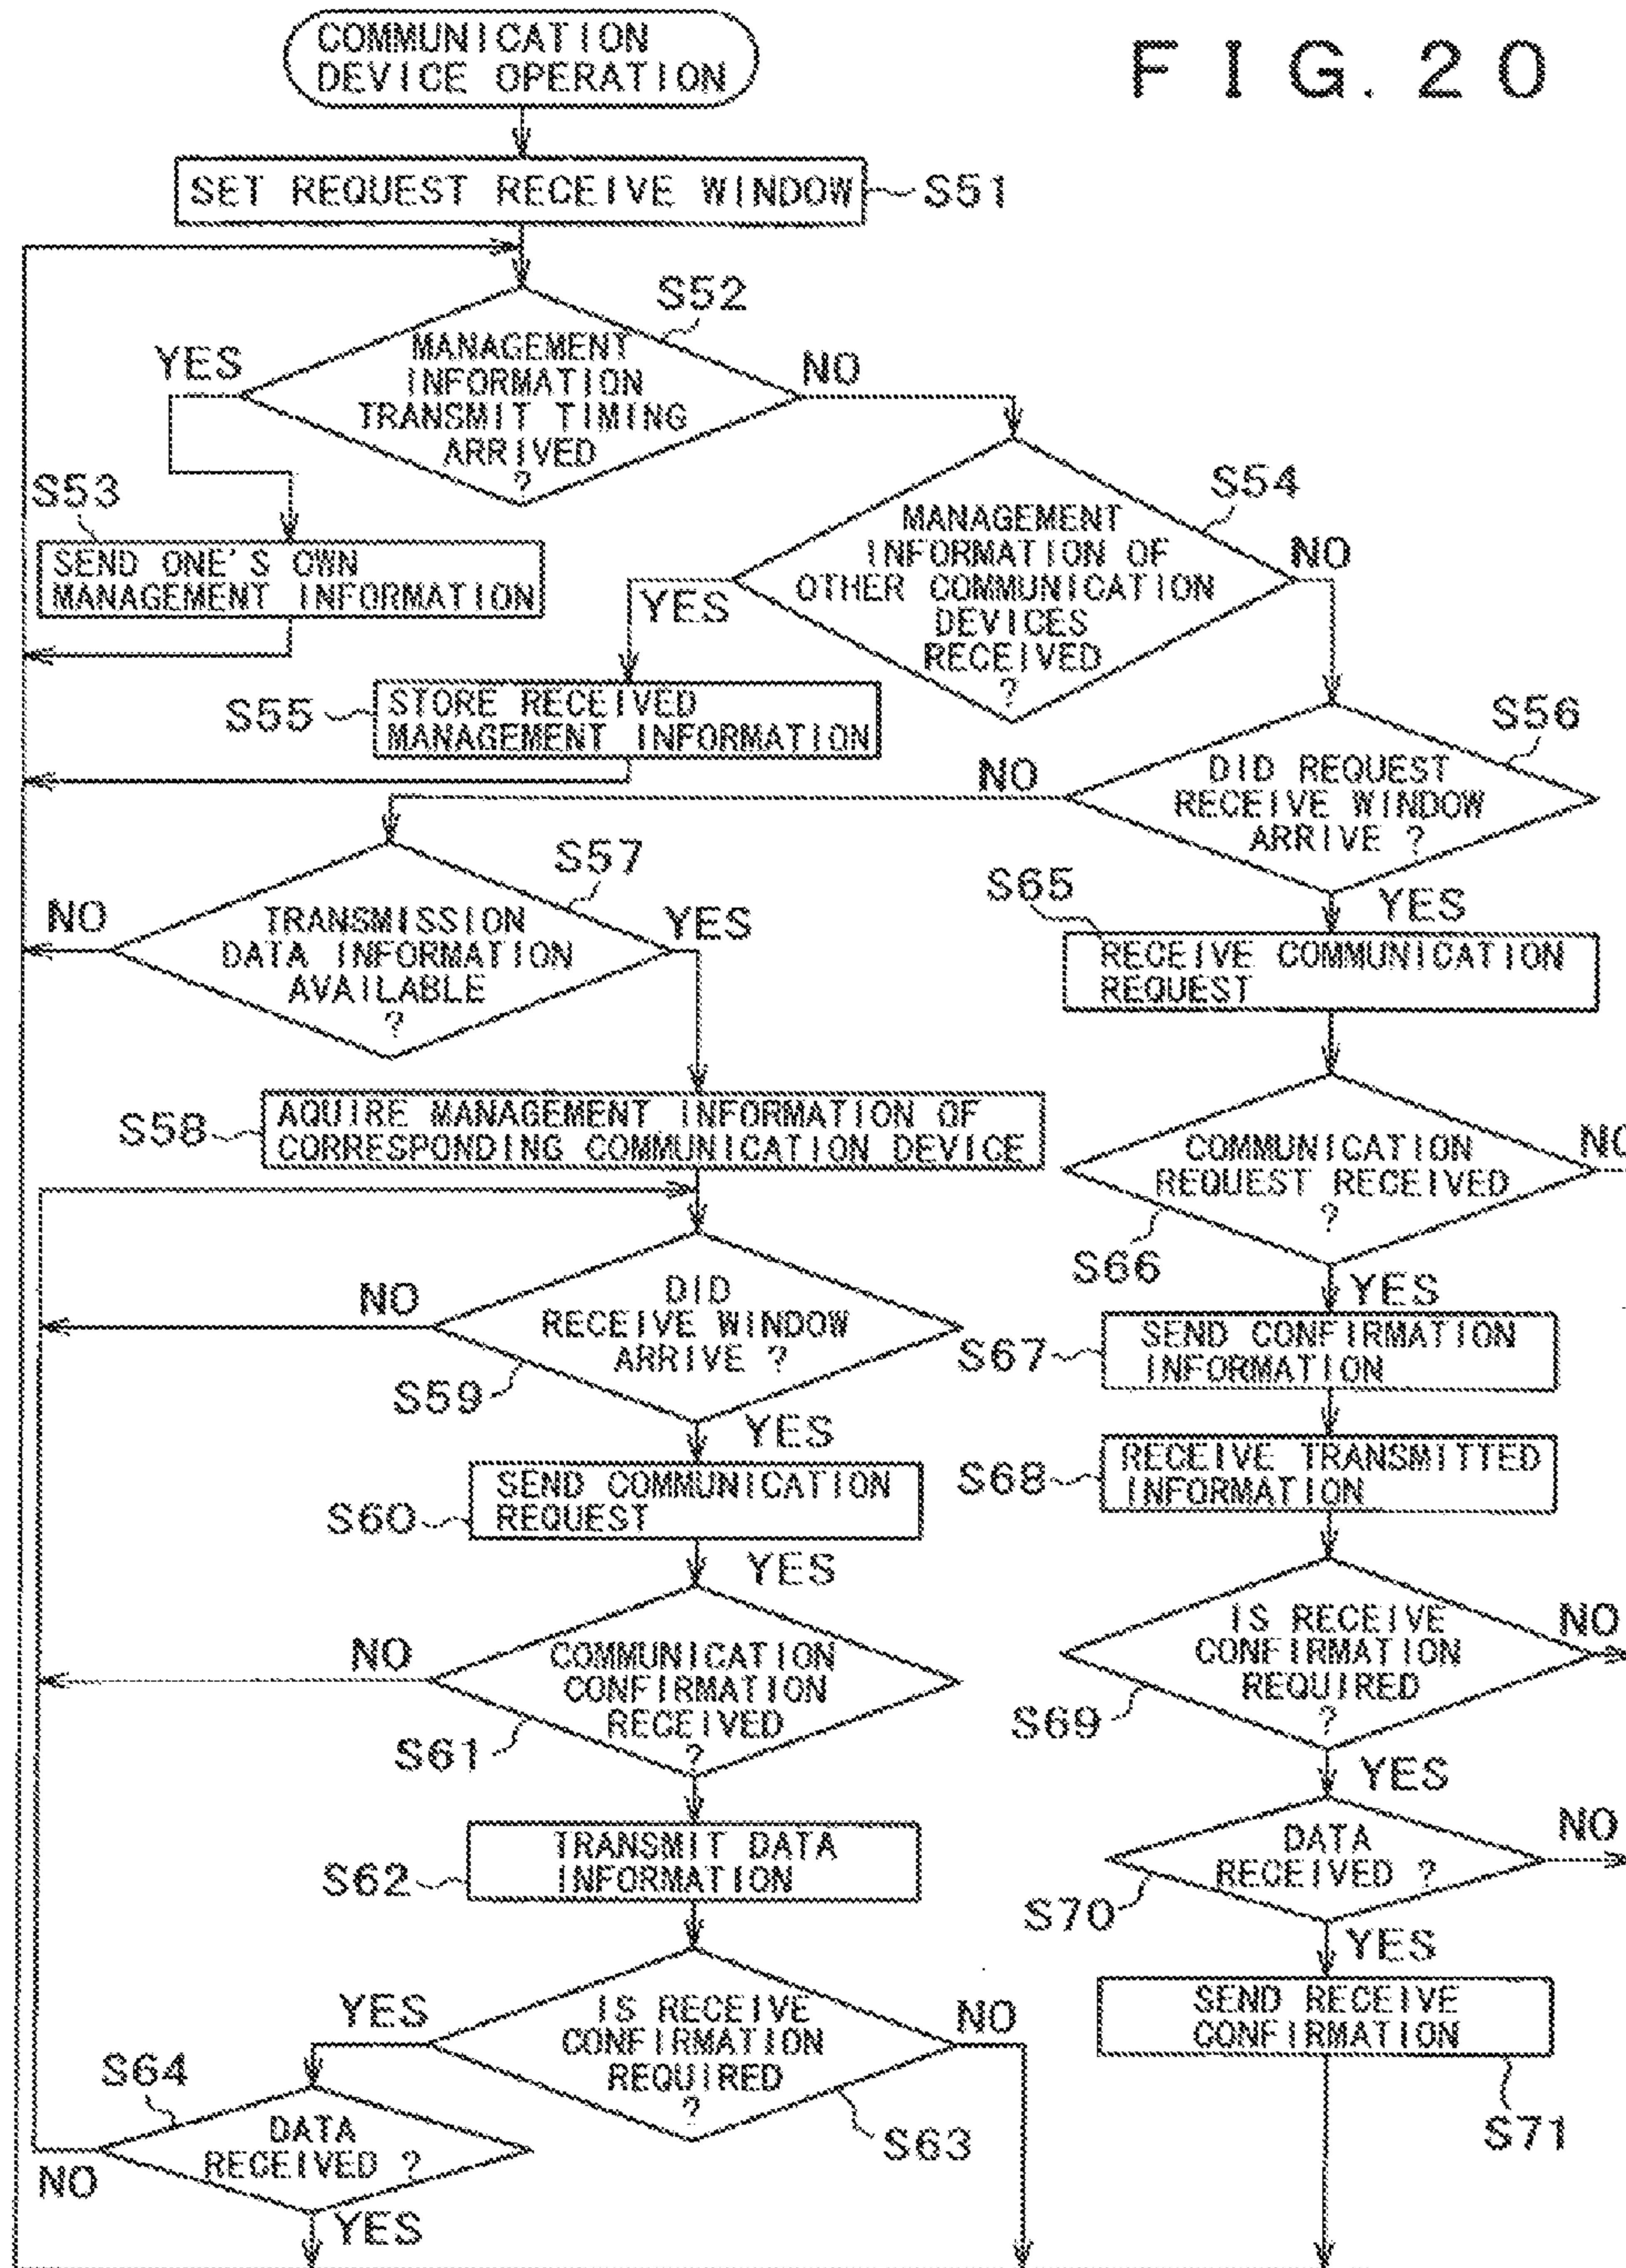 FIG. 20
COMMUNICATION
DEVICE OPERATION
SET REQUEST RECEIVE WINDOW
S51
S52
MANAGEMENT
INFORMATION
TRANSMIT TIMING
ARRIVED
?
YES
NO
S53
SEND ONE'S OWN
MANAGEMENT INFORMATION
S54
MANAGEMENT
INFORMATION OF
OTHER COMMUNICATION
DEVICES
RECEIVED
?
YES
NO
S55
STORE RECEIVED
MANAGEMENT INFORMATION
S56
DID REQUEST
RECEIVE WINDOW
ARRIVE ?
NO
YES
S57
TRANSMISSION
DATA INFORMATION
AVAILABLE
?
NO
YES
S58
AQUIRE MANAGEMENT INFORMATION OF
CORRESPONDING COMMUNICATION DEVICE
DID
RECEIVE WINDOW
ARRIVE ?
NO
S59
YES
S60
SEND COMMUNICATION
REQUEST
YES
COMMUNICATION
CONFIRMATION
RECEIVED
?
NO
S61
S62
TRANSMIT DATA
INFORMATION
IS RECEIVE
CONFIRMATION
REQUIRED
?
YES
NO
S63
S64
DATA
RECEIVED ?
NO
YES
S65
RECEIVE COMMUNICATION
REQUEST
COMMUNICATION
REQUEST RECEIVED
?
NO
S66
YES
S67
SEND CONFIRMATION
INFORMATION
S68
RECEIVE TRANSMITTED
INFORMATION
IS RECEIVE
CONFIRMATION
REQUIRED
?
NO
S69
YES
DATA
RECEIVED ?
NO
S70
YES
SEND RECEIVE
CONFIRMATION
S71